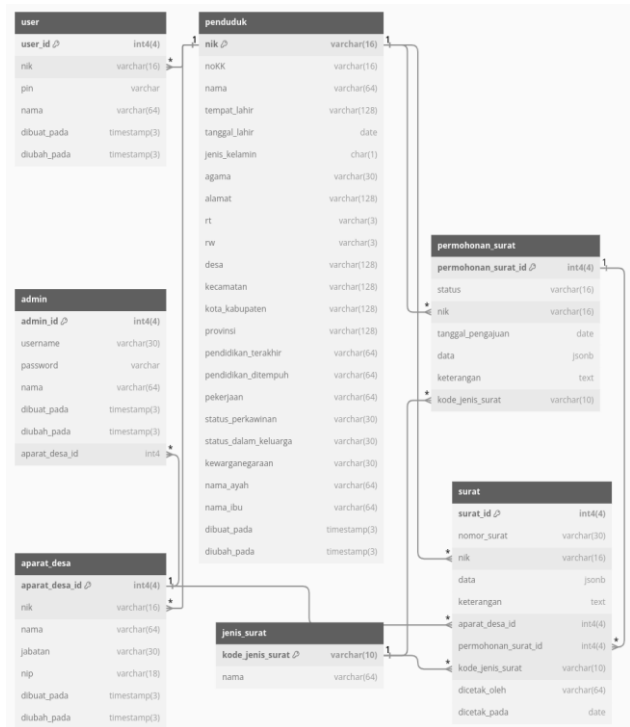 user
user_id int4(4)
nik varchar(16) *
pin varchar
nama varchar(64)
dibuat_pada timestamp(3)
diubah_pada timestamp(3)
penduduk
1 nik varchar(16) 1
noKK varchar(16)
nama varchar(64)
tempat_lahir varchar(128)
tanggal_lahir date
jenis_kelamin char(1)
agama varchar(30)
alamat varchar(128)
rt varchar(3)
rw varchar(3)
desa varchar(128)
kecamatan varchar(128)
kota_kabupaten varchar(128)
provinsi varchar(128)
pendidikan_terakhir varchar(64)
pendidikan_ditempuh varchar(64)
pekerjaan varchar(64)
status_perkawinan varchar(30)
status_dalam_keluarga varchar(30)
kewarganegaraan varchar(30)
nama_ayah varchar(64)
nama_ibu varchar(64)
dibuat_pada timestamp(3)
diubah_pada timestamp(3)
permohonan_surat
permohonan_surat_id int4(4) 1
status varchar(16)
* nik varchar(16)
tanggal_pengajuan date
data jsonb
keterangan text
* kode_jenis_surat varchar(10)
admin
admin_id int4(4)
username varchar(30)
password varchar
nama varchar(64)
dibuat_pada timestamp(3)
diubah_pada timestamp(3)
aparat_desa_id int4 *
surat
surat_id int4(4)
nomor_surat varchar(30)
* nik varchar(16)
data jsonb
keterangan text
* aparat_desa_id int4(4)
permohonan_surat_id int4(4) *
* kode_jenis_surat varchar(10)
dicetak_oleh varchar(64)
dicetak_pada date
aparat_desa
aparat_desa_id int4(4) 1
nik varchar(16) *
nama varchar(64)
jabatan varchar(30)
nip varchar(18)
dibuat_pada timestamp(3)
diubah_pada timestamp(3)
jenis_surat
kode_jenis_surat varchar(10) 1
nama varchar(64)